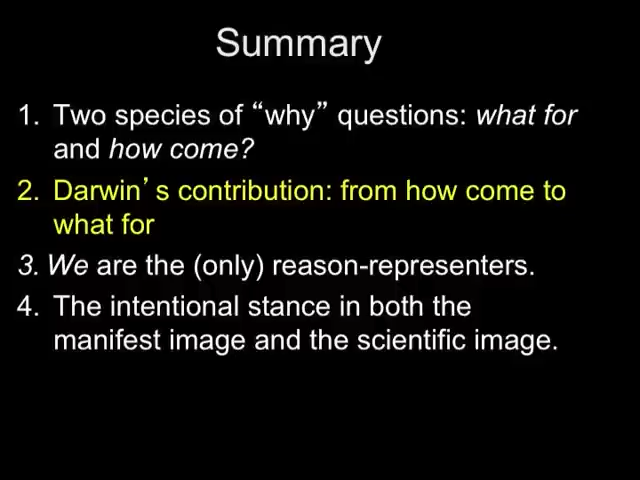 Summary
1. Two species of “why” questions: what for
and how come?
2. Darwin’s contribution: from how come to
what for
3. We are the (only) reason-representers.
4. The intentional stance in both the
manifest image and the scientific image.